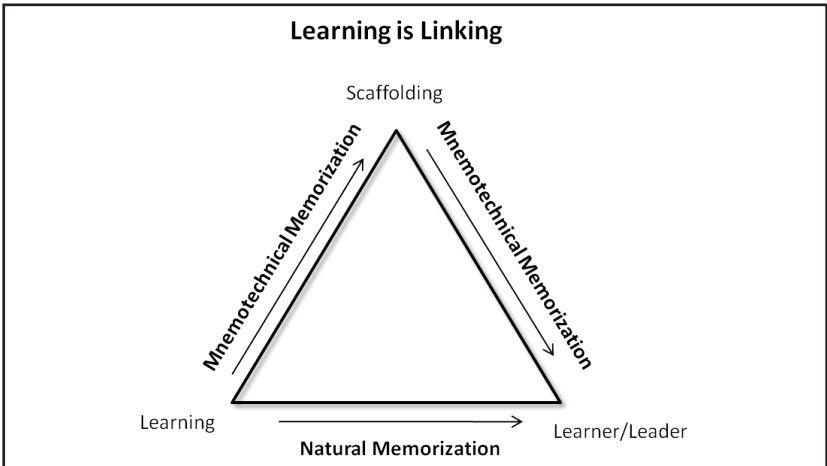 Learning is Linking
Scaffolding
Mnemotechnical Memorization
Mnemotechnical Memorization
Learning
Learner/Leader
Natural Memorization